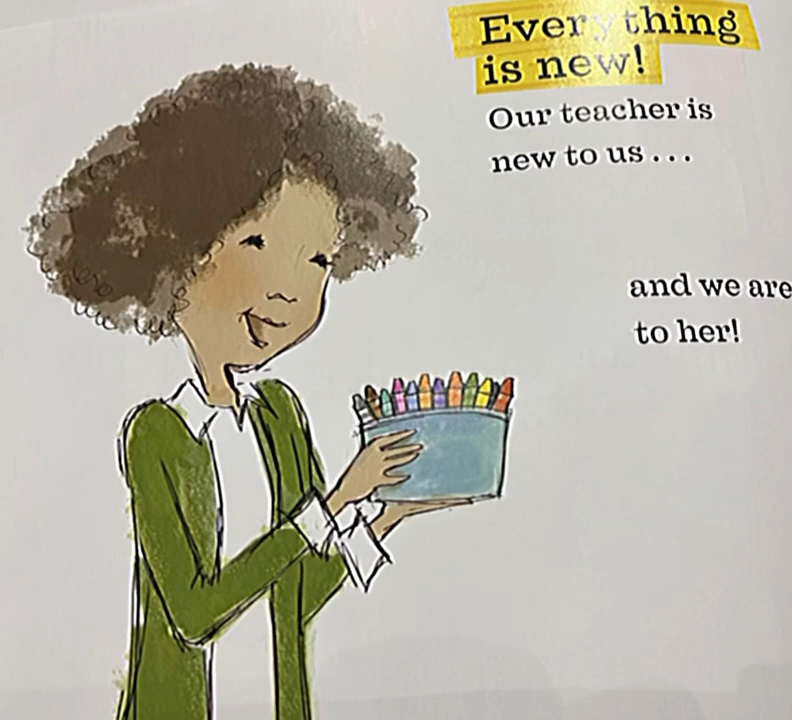 Everything
is new!
Our teacher is
new to us...
and we are
to her!